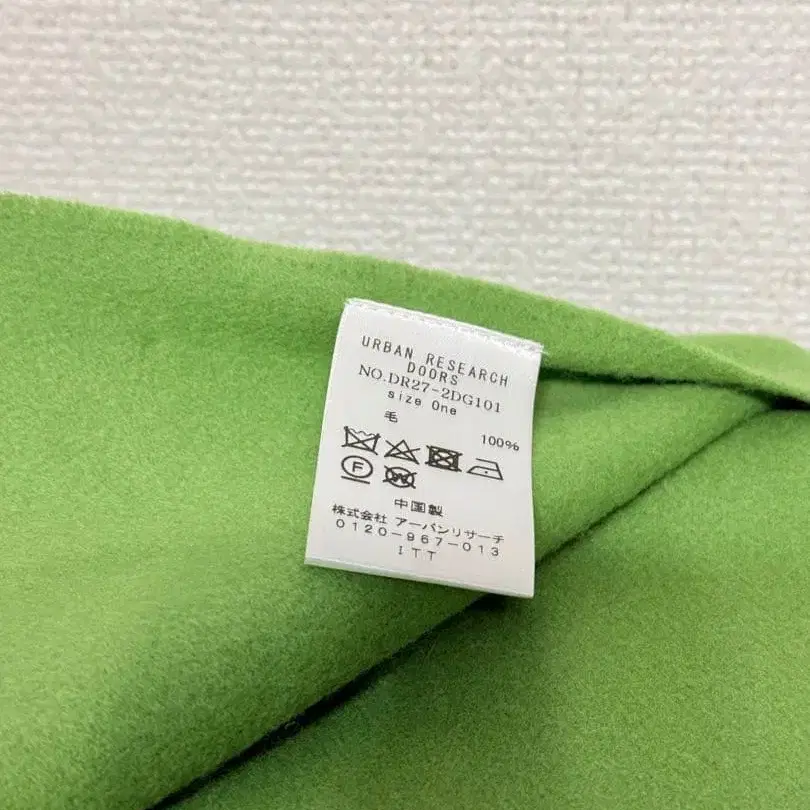 URBAN RESEARCH
DOORS
NO.DR27-2DG101
size One
毛 100%
F W
中国製
株式会社 アーバンリサーチ
0120-967-013
ITT